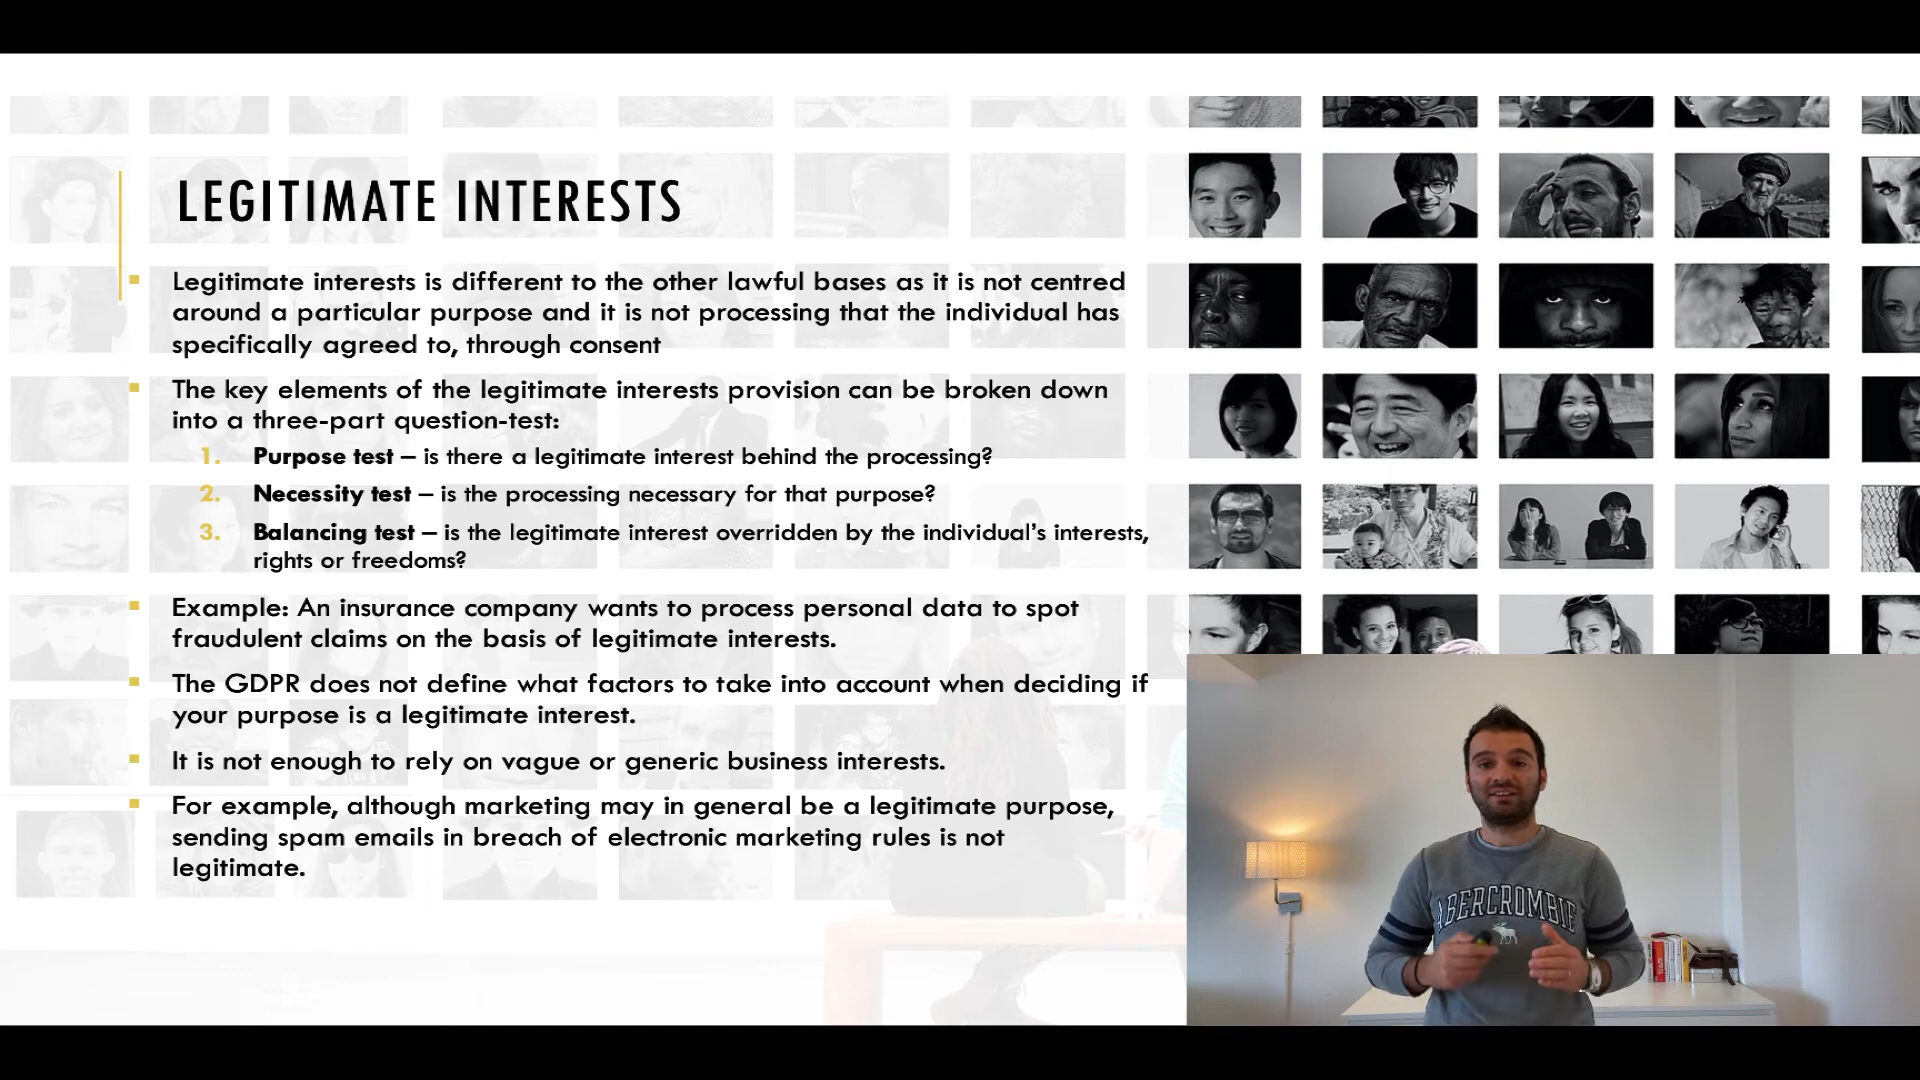 LEGITIMATE INTERESTS
Legitimate interests is different to the other lawful bases as it is not centred
around a particular purpose and it is not processing that the individual has
specifically agreed to, through consent
The key elements of the legitimate interests provision can be broken down
into a three-part question-test:
1. Purpose test – is there a legitimate interest behind the processing?
2. Necessity test – is the processing necessary for that purpose?
3. Balancing test – is the legitimate interest overridden by the individual's interests,
rights or freedoms?
Example: An insurance company wants to process personal data to spot
fraudulent claims on the basis of legitimate interests.
The GDPR does not define what factors to take into account when deciding if
your purpose is a legitimate interest.
It is not enough to rely on vague or generic business interests.
For example, although marketing may in general be a legitimate purpose,
sending spam emails in breach of electronic marketing rules is not
legitimate.
ABERCROMBIE